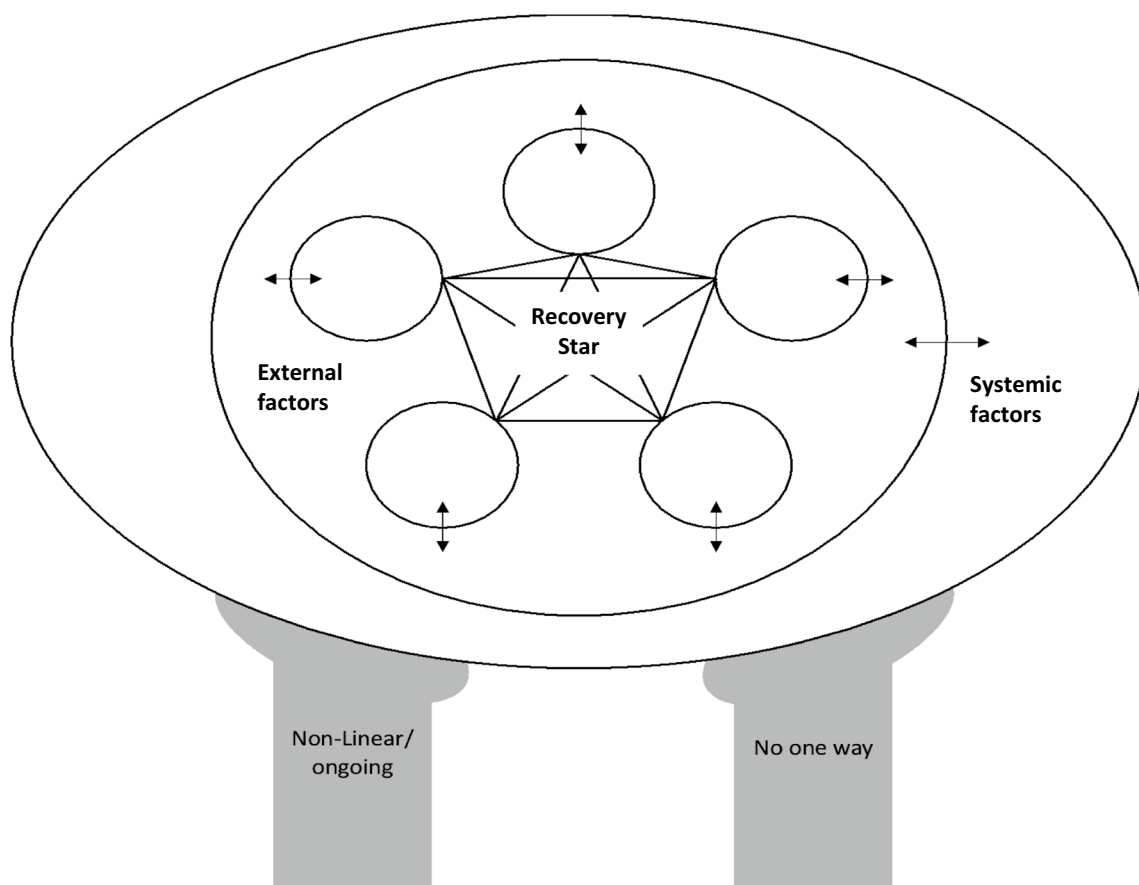 Recovery
Star
External
factors
Systemic
factors
Non-Linear/
ongoing
No one way